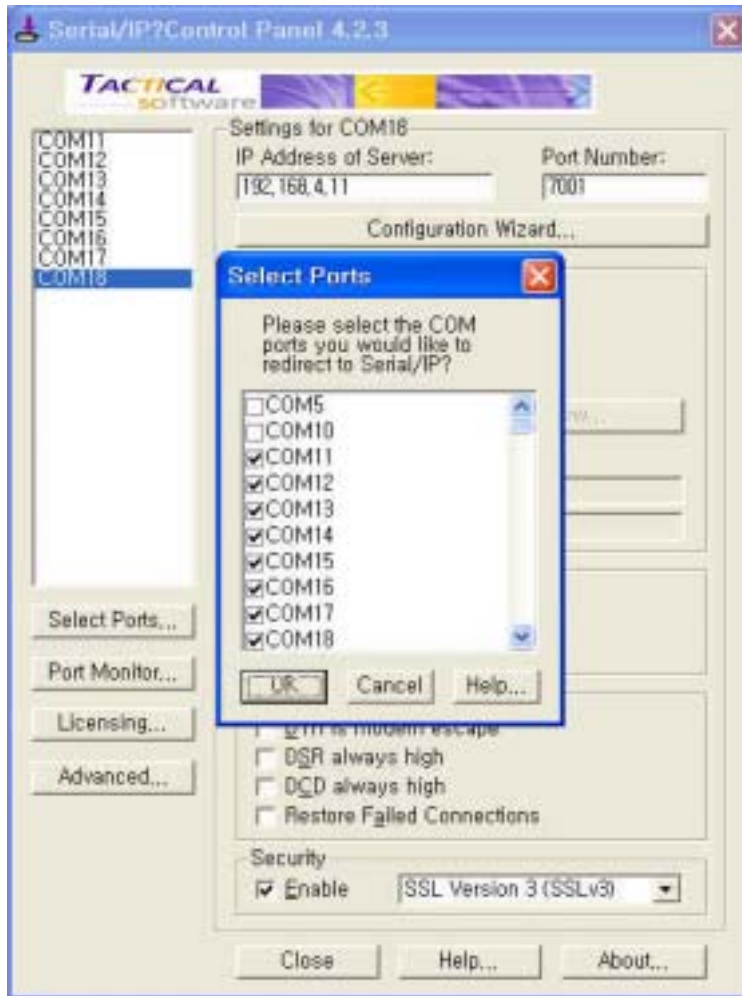 Serial/IP?Control Panel 4.2.3
TACTICAL
software
COM11
COM12
COM13
COM14
COM15
COM16
COM17
COM18
Settings for COM18
IP Address of Server:
Port Number:
192,168,4,11
7001
Configuration Wizard...
Select Ports
Please select the COM
ports you would like to
redirect to Serial/IP?
COM5
COM10
COM11
COM12
COM13
COM14
COM15
COM16
COM17
COM18
OK
Cancel
Help...
Select Ports...
Port Monitor...
Licensing...
Advanced...
DTR is modem escape
DSR always high
DCD always high
Restore Failed Connections
Security
Enable
SSL Version 3 (SSLv3)
Close
Help...
About...